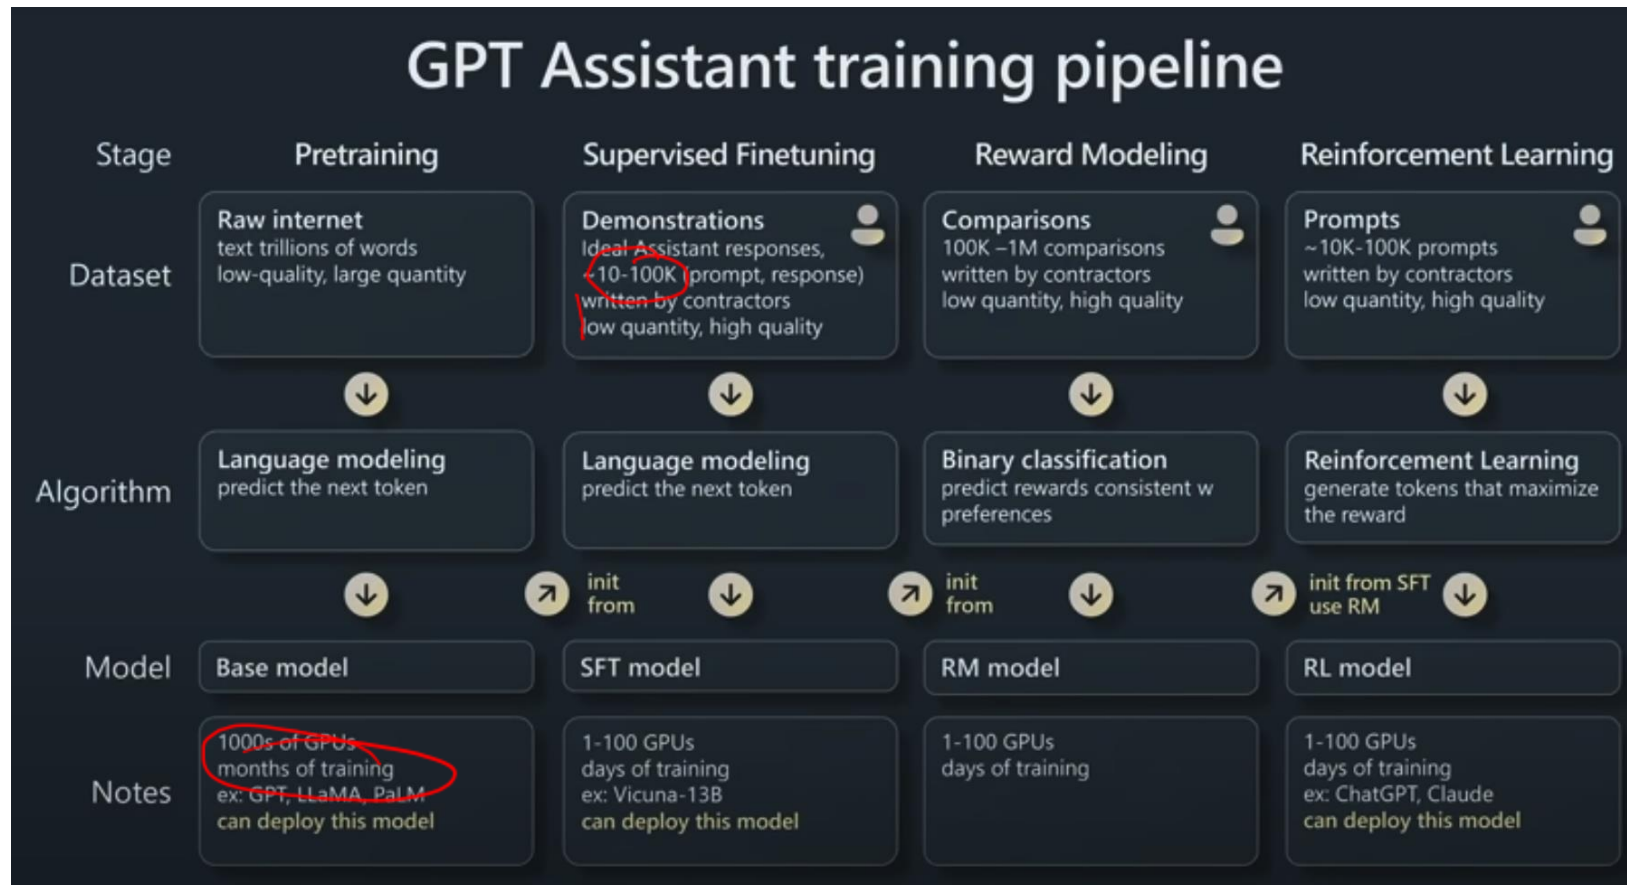 GPT Assistant training pipeline
Stage
Pretraining
Supervised Finetuning
Reward Modeling
Reinforcement Learning
Dataset
Raw internet
text trillions of words
low-quality, large quantity
Demonstrations
Ideal Assistant responses,
~10-100K (prompt, response)
written by contractors
low quantity, high quality
Comparisons
100K –1M comparisons
written by contractors
low quantity, high quality
Prompts
~10K-100K prompts
written by contractors
low quantity, high quality
Algorithm
Language modeling
predict the next token
Language modeling
predict the next token
Binary classification
predict rewards consistent w
preferences
Reinforcement Learning
generate tokens that maximize
the reward
init
from
init
from
init from SFT
use RM
Model
Base model
SFT model
RM model
RL model
Notes
1000s of GPUs
months of training
ex: GPT, LLaMA, PaLM
can deploy this model
1-100 GPUs
days of training
ex: Vicuna-13B
can deploy this model
1-100 GPUs
days of training
1-100 GPUs
days of training
ex: ChatGPT, Claude
can deploy this model